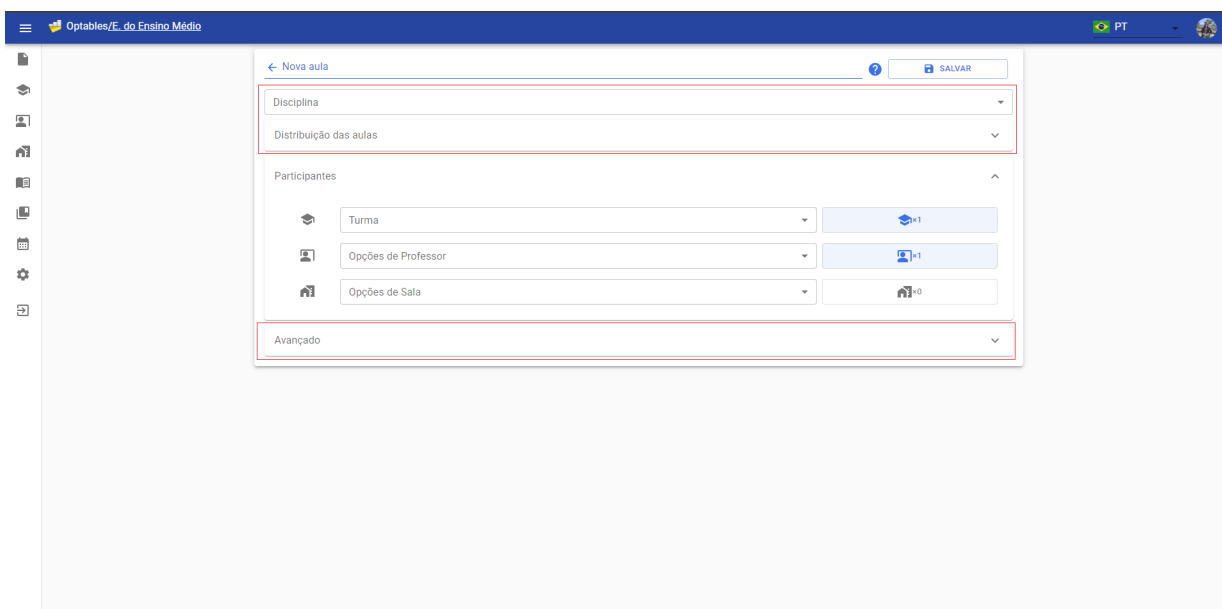 Optables/E. do Ensino Médio
PT
Nova aula
SALVAR
Disciplina
Distribuição das aulas
Participantes
Turma
×1
Opções de Professor
×1
Opções de Sala
×0
Avançado